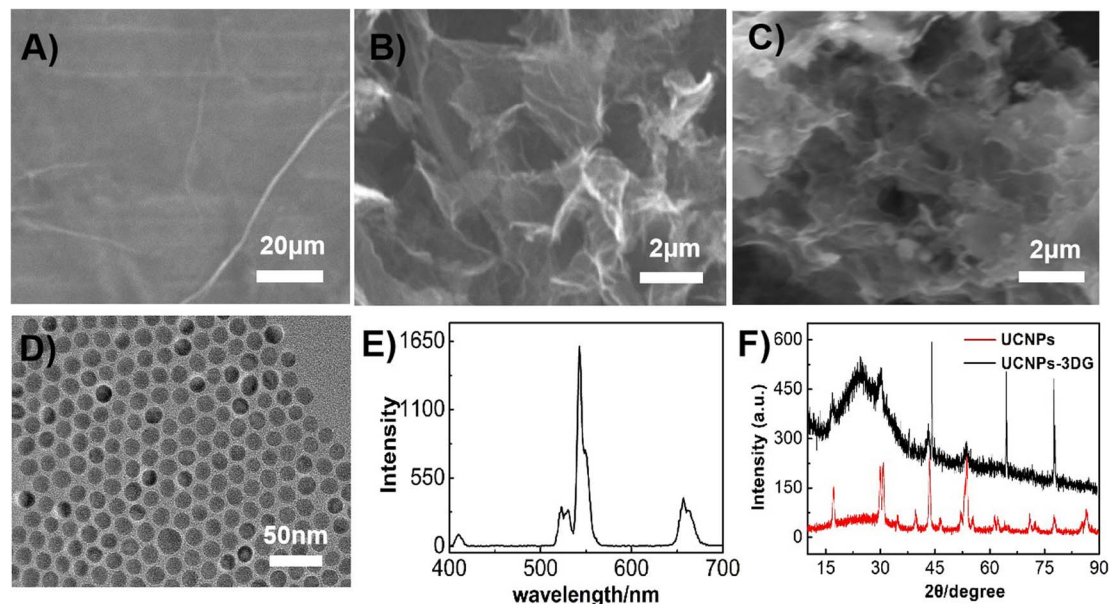 A)
20μm
B)
2μm
C)
2μm
D)
50nm
E)
1650
1100
550
0
Intensity
400
500
600
700
wavelength/nm
F)
600
450
300
150
0
Intensity (a.u.)
UCNPs
UCNPs-3DG
15
30
45
60
75
90
2θ/degree